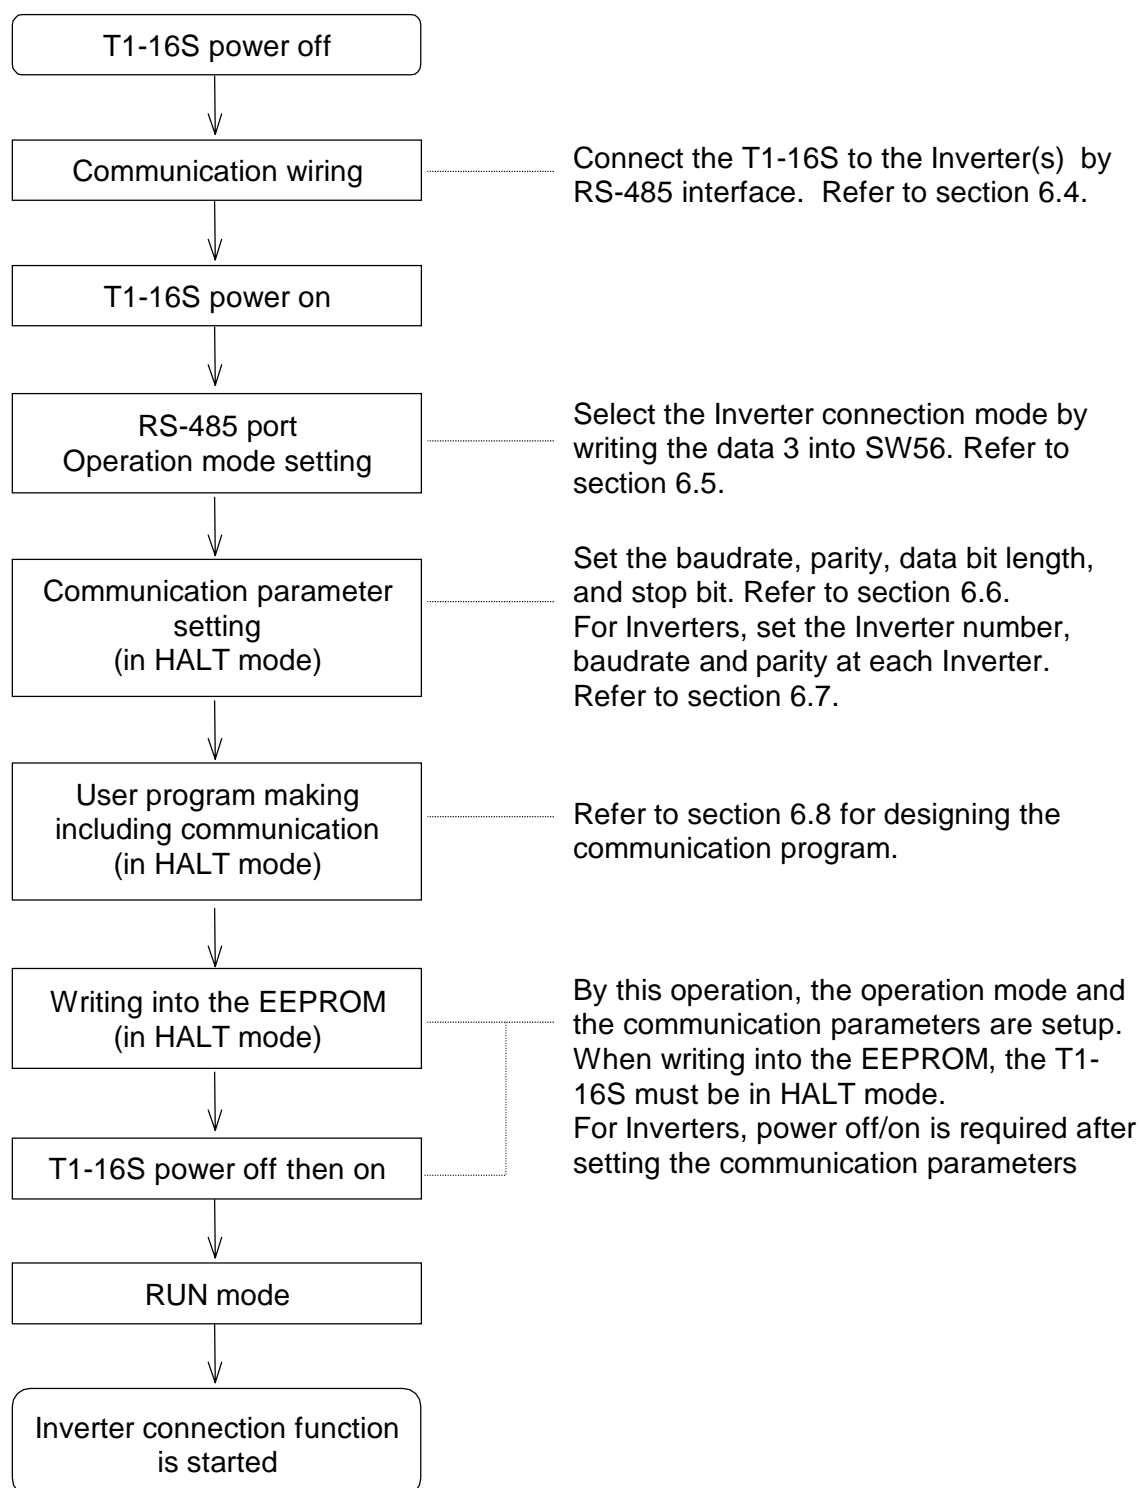 T1-16S power off
Communication wiring
Connect the T1-16S to the Inverter(s) by
RS-485 interface. Refer to section 6.4.
T1-16S power on
RS-485 port
Operation mode setting
Select the Inverter connection mode by
writing the data 3 into SW56. Refer to
section 6.5.
Communication parameter
setting
(in HALT mode)
Set the baudrate, parity, data bit length,
and stop bit. Refer to section 6.6.
For Inverters, set the Inverter number,
baudrate and parity at each Inverter.
Refer to section 6.7.
User program making
including communication
(in HALT mode)
Refer to section 6.8 for designing the
communication program.
Writing into the EEPROM
(in HALT mode)
By this operation, the operation mode and
the communication parameters are setup.
When writing into the EEPROM, the T1-
16S must be in HALT mode.
For Inverters, power off/on is required after
setting the communication parameters
T1-16S power off then on
RUN mode
Inverter connection function
is started